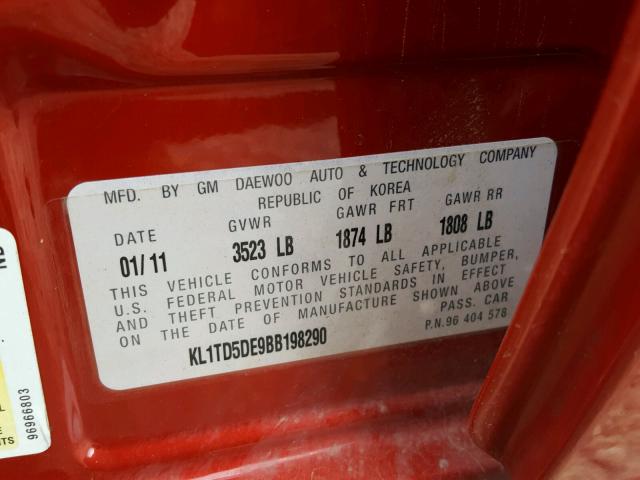 MFD. BY GM DAEWOO AUTO & TECHNOLOGY COMPANY
REPUBLIC OF KOREA
DATE GVWR GAWR FRT GAWR RR
01/11 3523 LB 1874 LB 1808 LB
THIS VEHICLE CONFORMS TO ALL APPLICABLE
U.S. FEDERAL MOTOR VEHICLE SAFETY, BUMPER,
AND THEFT PREVENTION STANDARDS IN EFFECT
ON THE DATE OF MANUFACTURE SHOWN ABOVE
PASS. CAR
KL1TD5DE9BB198290
P.N. 96 404 578
96966803